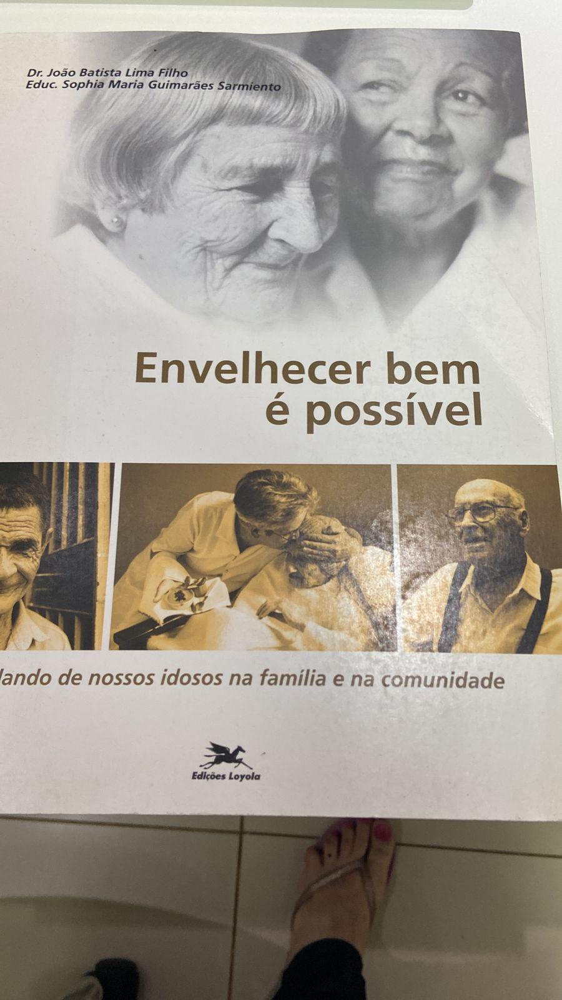 Dr. João Batista Lima Filho
Educ. Sophia Maria Guimarães Sarmiento
Envelhecer bem
é possível
de nossos idosos na família e na comunidade
Edições Loyola